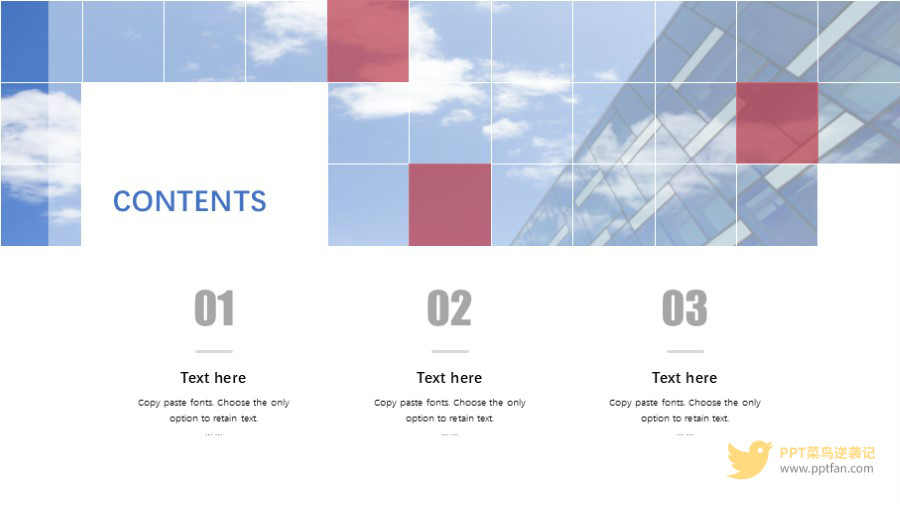 CONTENTS
01
02
03
Text here
Text here
Text here
Copy paste fonts. Choose the only
option to retain text.
... ...
Copy paste fonts. Choose the only
option to retain text.
... ...
Copy paste fonts. Choose the only
option to retain text.
... ...
PPT菜鸟逆袭记
www.pptfan.com